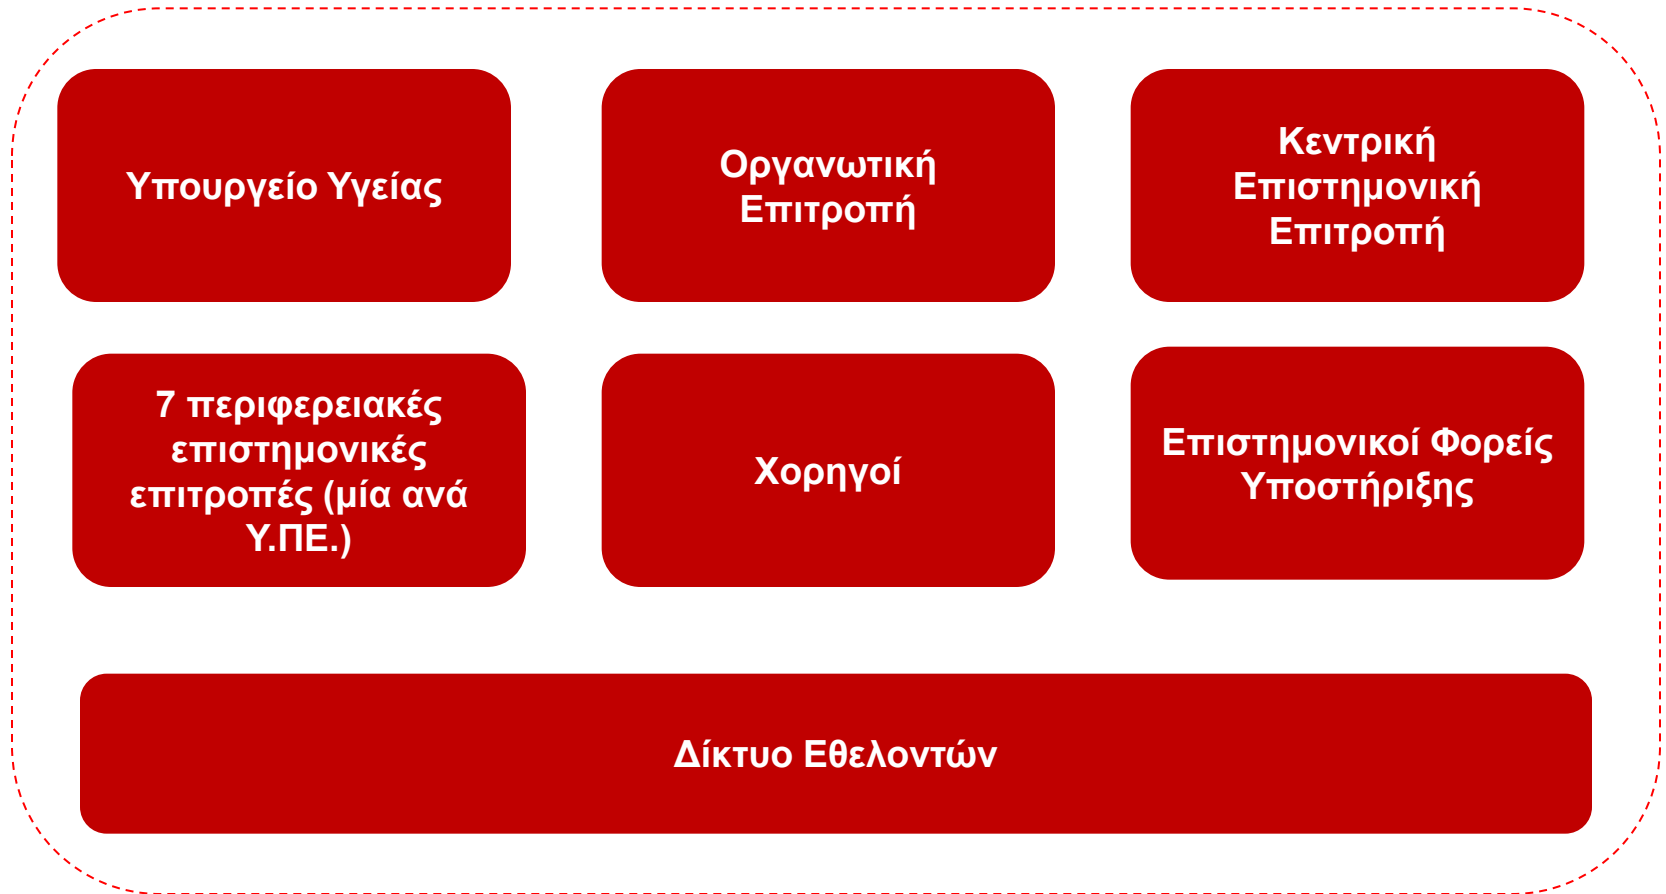 Υπουργείο Υγείας
Οργανωτική
Επιτροπή
Κεντρική
Επιστημονική
Επιτροπή
7 περιφερειακές
επιστημονικές
επιτροπές (μία ανά
Υ.ΠΕ.)
Χορηγοί
Επιστημονικοί Φορείς
Υποστήριξης
Δίκτυο Εθελοντών